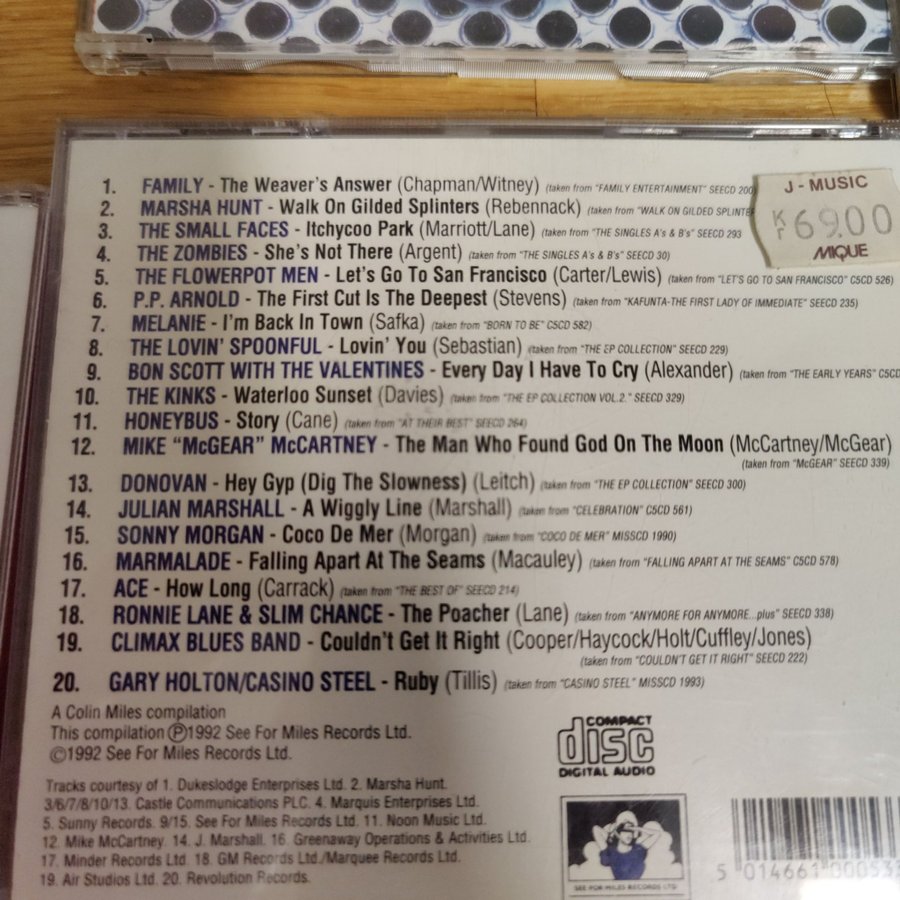 1. FAMILY - The Weaver's Answer (Chapman/Witney) (taken from "FAMILY ENTERTAINMENT" SEECD 200)
J - MUSIC
Kr 69.00
MIQUE
2. MARSHA HUNT - Walk On Gilded Splinters (Rebennack) (taken from "WALK ON GILDED
3. THE SMALL FACES - Itchycoo Park (Marriott/Lane) (taken from "THE SINGLES A's & B's" SEECD 293
4. THE ZOMBIES - She's Not There (Argent) (taken from "THE SINGLES A's & B's" SEECD 30)
5. THE FLOWERPOT MEN - Let's Go To San Francisco (Carter/Lewis) (taken from "LET'S GO TO SAN FRANCISCO" C5CD 526)
6. P.P. ARNOLD - The First Cut Is The Deepest (Stevens) (taken from "KAFUNTA-THE FIRST LADY OF IMMEDIATE" SEECD 235)
7. MELANIE - I'm Back In Town (Safka) (taken from "BORN TO BE" C5CD 582)
8. THE LOVIN' SPOONFUL - Lovin' You (Sebastian) (taken from "THE EP COLLECTION" SEECD 229)
9. BON SCOTT WITH THE VALENTINES - Every Day I Have To Cry (Alexander) (taken from "THE EARLY YEARS" C5CD
10. THE KINKS - Waterloo Sunset (Davies) (taken from "THE EP COLLECTION VOL.2." SEECD 329)
11. HONEYBUS - Story (Cane) (taken from "AT THEIR BEST" SEECD 264)
12. MIKE "McGEAR" McCARTNEY - The Man Who Found God On The Moon (McCartney/McGear)
(taken from "McGEAR" SEECD 339)
13. DONOVAN - Hey Gyp (Dig The Slowness) (Leitch) (taken from "THE EP COLLECTION" SEECD 300)
14. JULIAN MARSHALL - A Wiggly Line (Marshall) (taken from "CELEBRATION" C5CD 561)
15. SONNY MORGAN - Coco De Mer (Morgan) (taken from "COCO DE MER" MISSCD 1990)
16. MARMALADE - Falling Apart At The Seams (Macauley) (taken from "FALLING APART AT THE SEAMS" C5CD 578)
17. ACE - How Long (Carrack) (taken from "THE BEST OF" SEECD 214)
18. RONNIE LANE & SLIM CHANCE - The Poacher (Lane) (taken from "ANYMORE FOR ANYMORE...plus" SEECD 338)
19. CLIMAX BLUES BAND - Couldn't Get It Right (Cooper/Haycock/Holt/Cuffley/Jones)
(taken from "COULDN'T GET IT RIGHT" SEECD 222)
20. GARY HOLTON/CASINO STEEL - Ruby (Tillis) (taken from "CASINO STEEL" MISSCD 1993)
A Colin Miles compilation
This compilation Ⓟ1992 See For Miles Records Ltd.
©1992 See For Miles Records Ltd.
COMPACT
disc
DIGITAL AUDIO
Tracks courtesy of 1. Dukeslodge Enterprises Ltd. 2. Marsha Hunt.
3/6/7/8/10/13. Castle Communications PLC. 4. Marquis Enterprises Ltd.
5. Sunny Records. 9/15. See For Miles Records Ltd. 11. Noon Music Ltd.
12. Mike McCartney. 14. J. Marshall. 16. Greenaway Operations & Activities Ltd.
17. Minder Records Ltd. 18. GM Records Ltd./Marquee Records Ltd.
19. Air Studios Ltd. 20. Revolution Records.
SEE FOR MILES RECORDS LTD
5 014661 000533